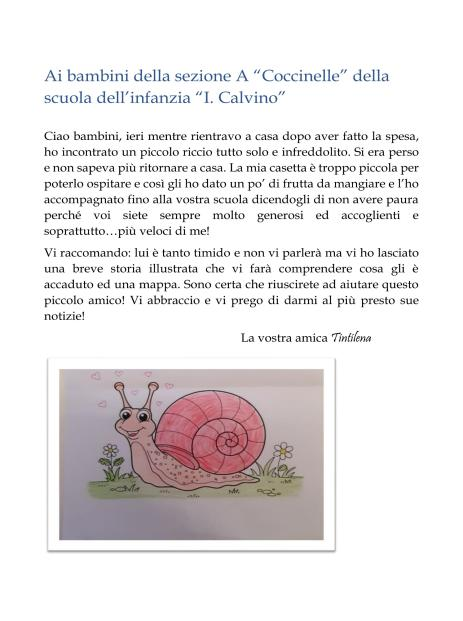 Ai bambini della sezione A “Coccinelle” della
scuola dell’infanzia “I. Calvino”
Ciao bambini, ieri mentre rientravo a casa dopo aver fatto la spesa,
ho incontrato un piccolo riccio tutto solo e infreddolito. Si era perso
e non sapeva più ritornare a casa. La mia casetta è troppo piccola per
poterlo ospitare e così gli ho dato un po’ di frutta da mangiare e l’ho
accompagnato fino alla vostra scuola dicendogli di non avere paura
perché voi siete sempre molto generosi ed accoglienti e
soprattutto…più veloci di me!
Vi raccomando: lui è tanto timido e non vi parlerà ma vi ho lasciato
una breve storia illustrata che vi farà comprendere cosa gli è
accaduto ed una mappa. Sono certa che riuscirete ad aiutare questo
piccolo amico! Vi abbraccio e vi prego di darmi al più presto sue
notizie!
La vostra amica Tintilena